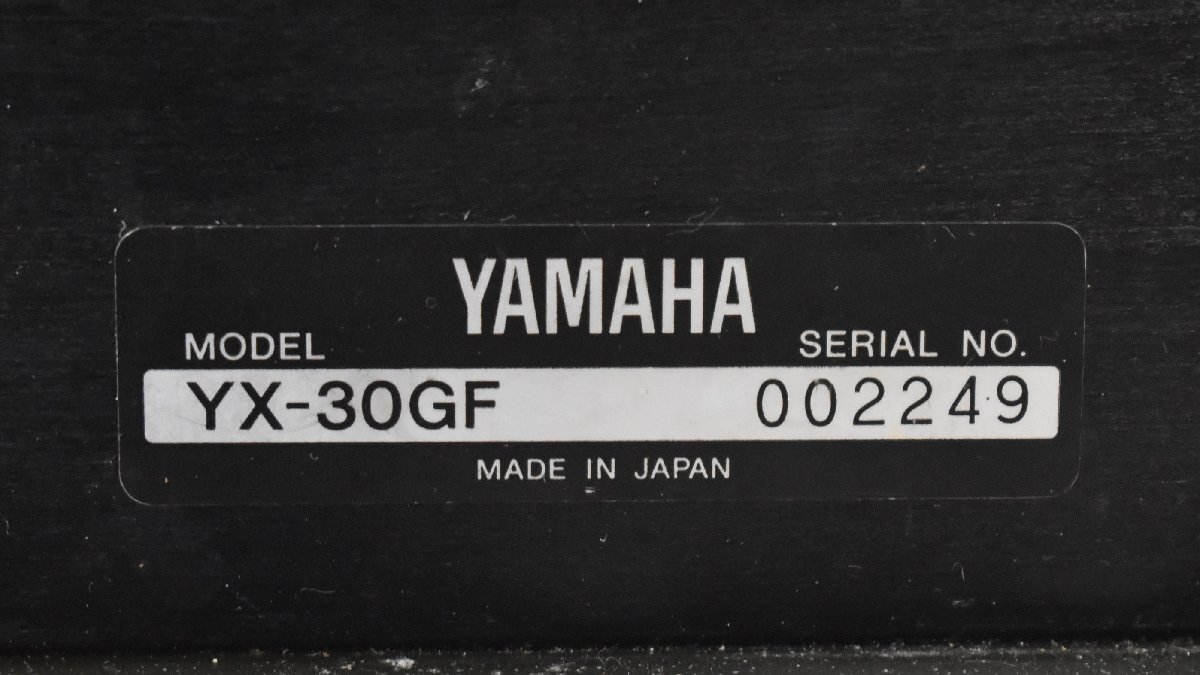 YAMAHA
MODEL SERIAL NO.
YX-30GF 002249
MADE IN JAPAN